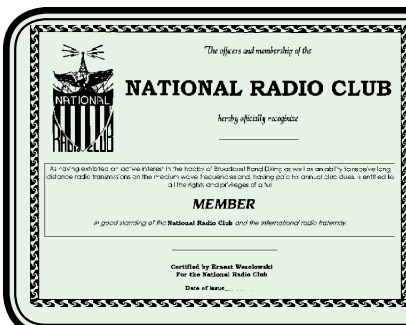 The officers and membership of the
NATIONAL RADIO CLUB
NATIONAL
RADIO CLUB
hereby officially recognize
As having exhibited an active interest in the hobby of Broadcast Band DXing as well as an ability to receive long
distance radio transmissions on the medium wave frequencies and, having paid his annual club dues, is entitled to
all the rights and privileges of a full
MEMBER
in good standing of the National Radio Club and the international radio fraternity.
Certified by Ernest Wesolowski
For the National Radio Club
Date of issue